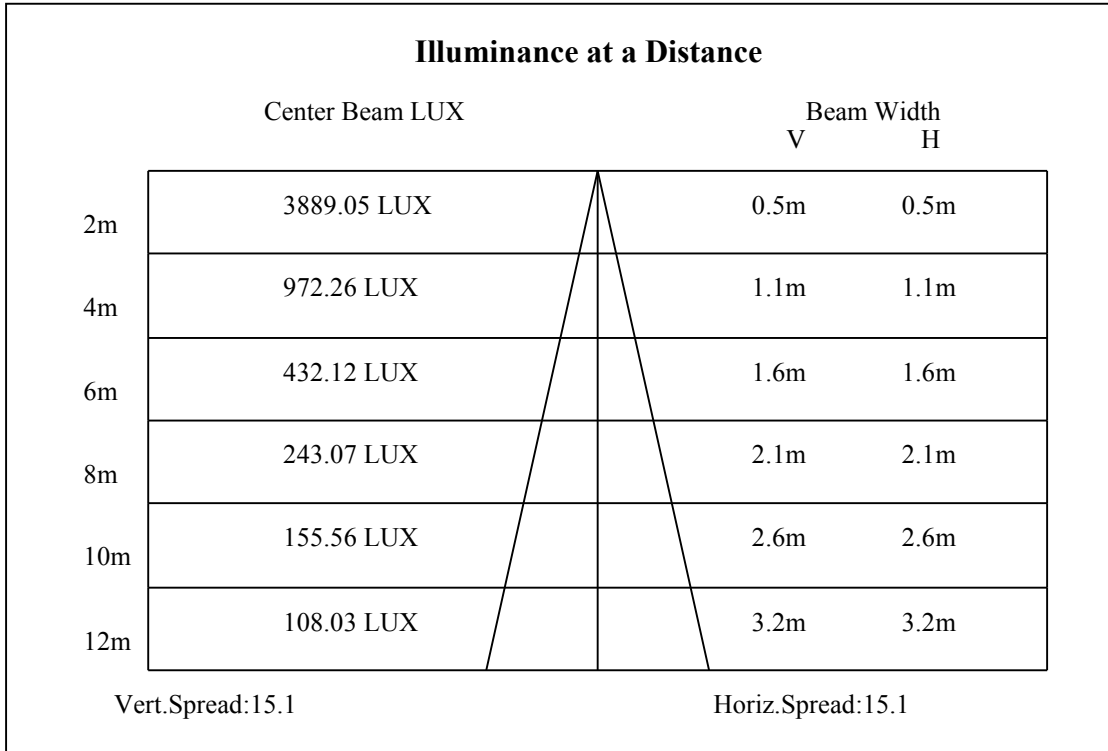 Illuminance at a Distance
Center Beam LUX Beam Width
V H
2m 3889.05 LUX 0.5m 0.5m
4m 972.26 LUX 1.1m 1.1m
6m 432.12 LUX 1.6m 1.6m
8m 243.07 LUX 2.1m 2.1m
10m 155.56 LUX 2.6m 2.6m
12m 108.03 LUX 3.2m 3.2m
Vert.Spread:15.1 Horiz.Spread:15.1